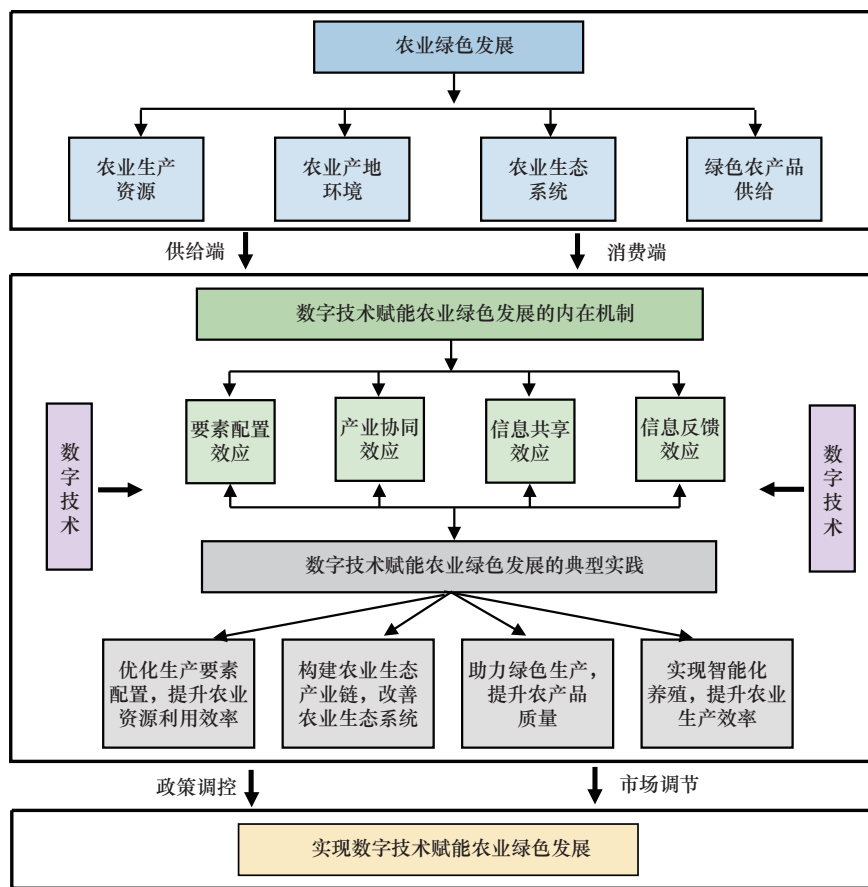 农业绿色发展
农业生产
资源
农业产地
环境
农业生态
系统
绿色农产品
供给
供给端
消费端
数字技术赋能农业绿色发展的内在机制
要素配置
效应
产业协同
效应
信息共享
效应
信息反馈
效应
数字技术
数字技术
数字技术赋能农业绿色发展的典型实践
优化生产要素
配置，提升农业
资源利用效率
构建农业生态
产业链，改善
农业生态系统
助力绿色生产，
提升农产品
质量
实现智能化
养殖，提升农业
生产效率
政策调控
市场调节
实现数字技术赋能农业绿色发展